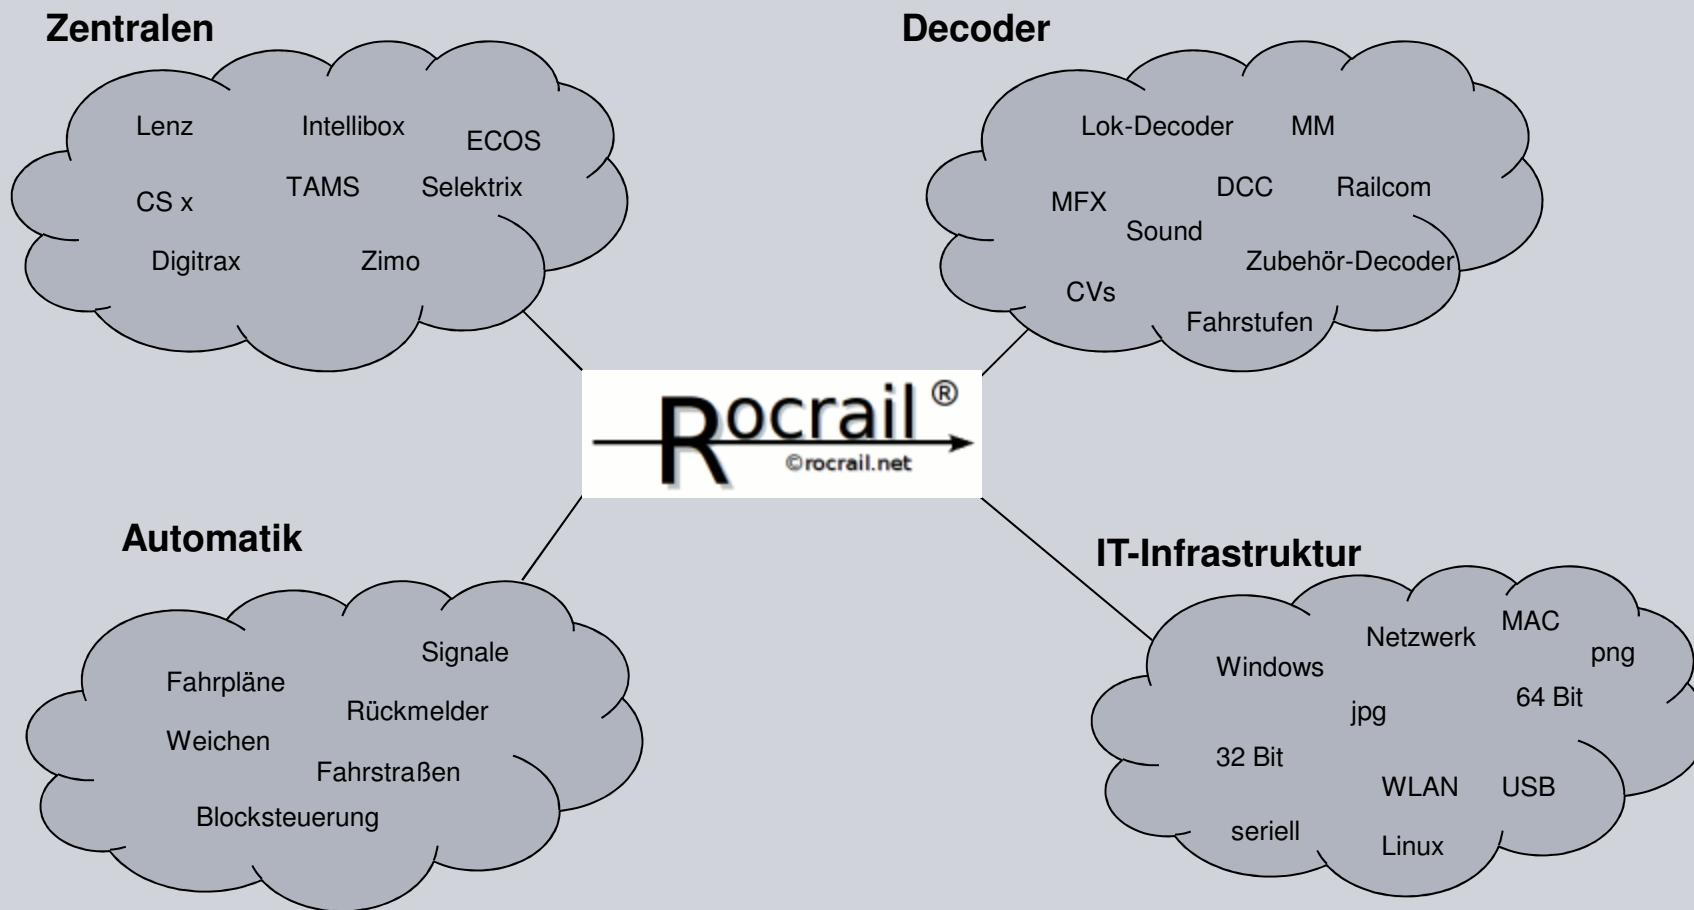 Zentralen
Lenz
Intellibox
ECOS
CS x
TAMS
Selektrix
Digitrax
Zimo
Decoder
Lok-Decoder
MM
MFX
DCC
Railcom
Sound
Zubehör-Decoder
CVs
Fahrstufen
Rocrail ®
©rocrail.net
Automatik
Signale
Fahrpläne
Rückmelder
Weichen
Fahrstraßen
Blocksteuerung
IT-Infrastruktur
MAC
Netzwerk
png
Windows
64 Bit
jpg
32 Bit
WLAN
USB
seriell
Linux